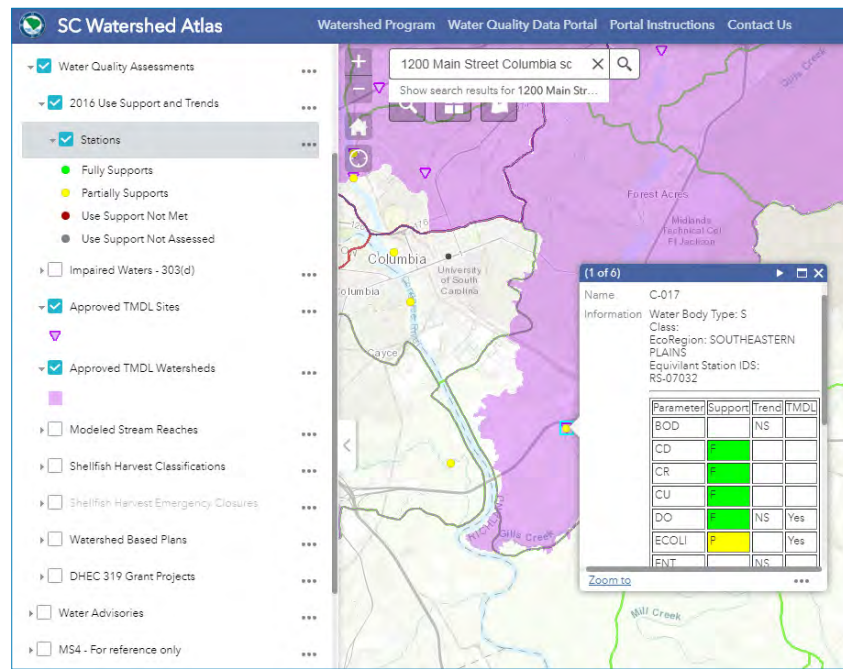 SC Watershed Atlas
Watershed Program Water Quality Data Portal Portal Instructions Contact Us
Water Quality Assessments
2016 Use Support and Trends
Stations
Fully Supports
Partially Supports
Use Support Not Met
Use Support Not Assessed
Impaired Waters - 303(d)
Approved TMDL Sites
Approved TMDL Watersheds
Modeled Stream Reaches
Shellfish Harvest Classifications
Shellfish Harvest Emergency Closures
Watershed Based Plans
DHEC 319 Grant Projects
Water Advisories
MS4 - For reference only
1200 Main Street Columbia sc
Show search results for 1200 Main Str...
Gills Creek
Forest Acres
Midlands
Technical Col
Ft Jackson
Columbia
University
of South
Carolina
olumbia
Cayce
RICHLAND
Gills Creek
Mill Creek
(1 of 6)
Name C-017
Information Water Body Type: S
Class:
EcoRegion: SOUTHEASTERN
PLAINS
Equivilant Station IDS:
RS-07032
Parameter Support Trend TMDL
BOD NS
CD F
CR F
CU F
DO F NS Yes
ECOLI P Yes
ENT NS
Zoom to